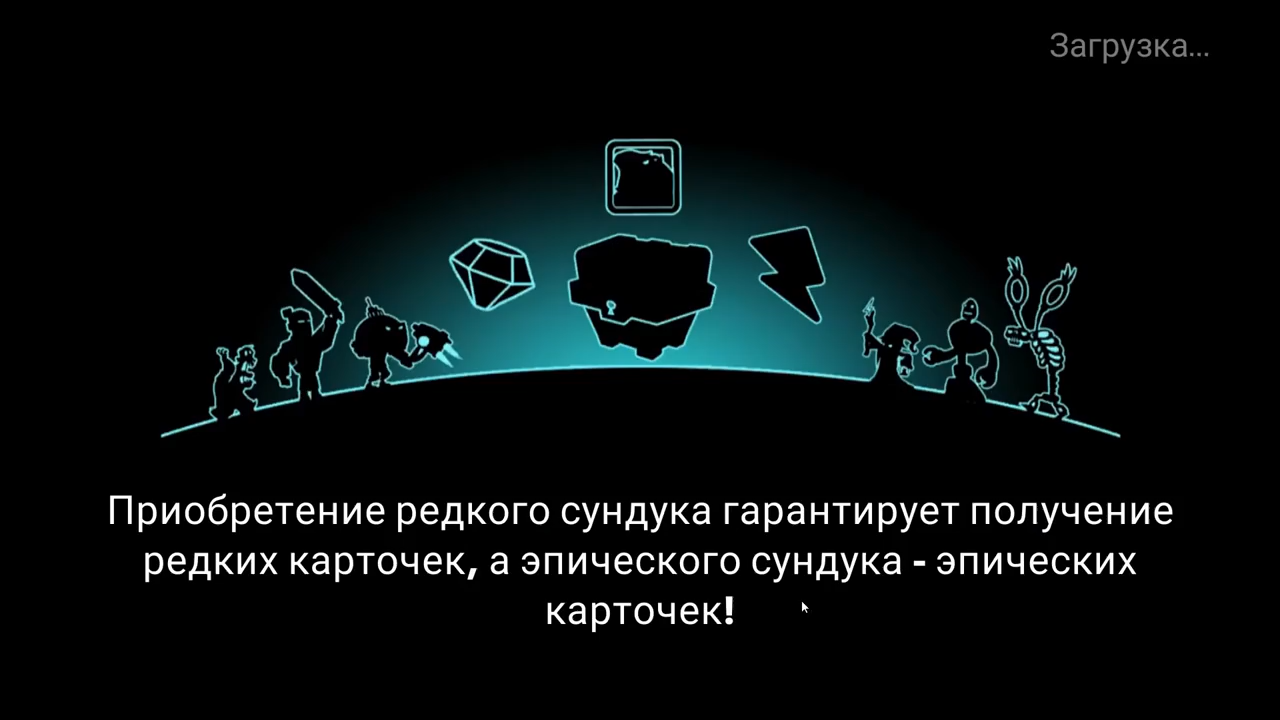 Загрузка...
Приобретение редкого сундука гарантирует получение
редких карточек, а эпического сундука - эпических
карточек!